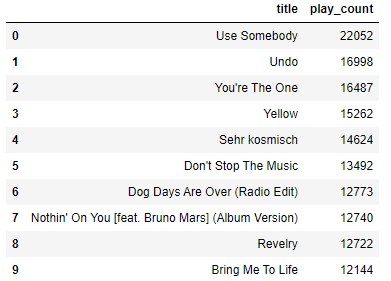 title play_count
0 Use Somebody 22052
1 Undo 16998
2 You're The One 16487
3 Yellow 15262
4 Sehr kosmisch 14624
5 Don't Stop The Music 13492
6 Dog Days Are Over (Radio Edit) 12773
7 Nothin' On You [feat. Bruno Mars] (Album Version) 12740
8 Revelry 12722
9 Bring Me To Life 12144